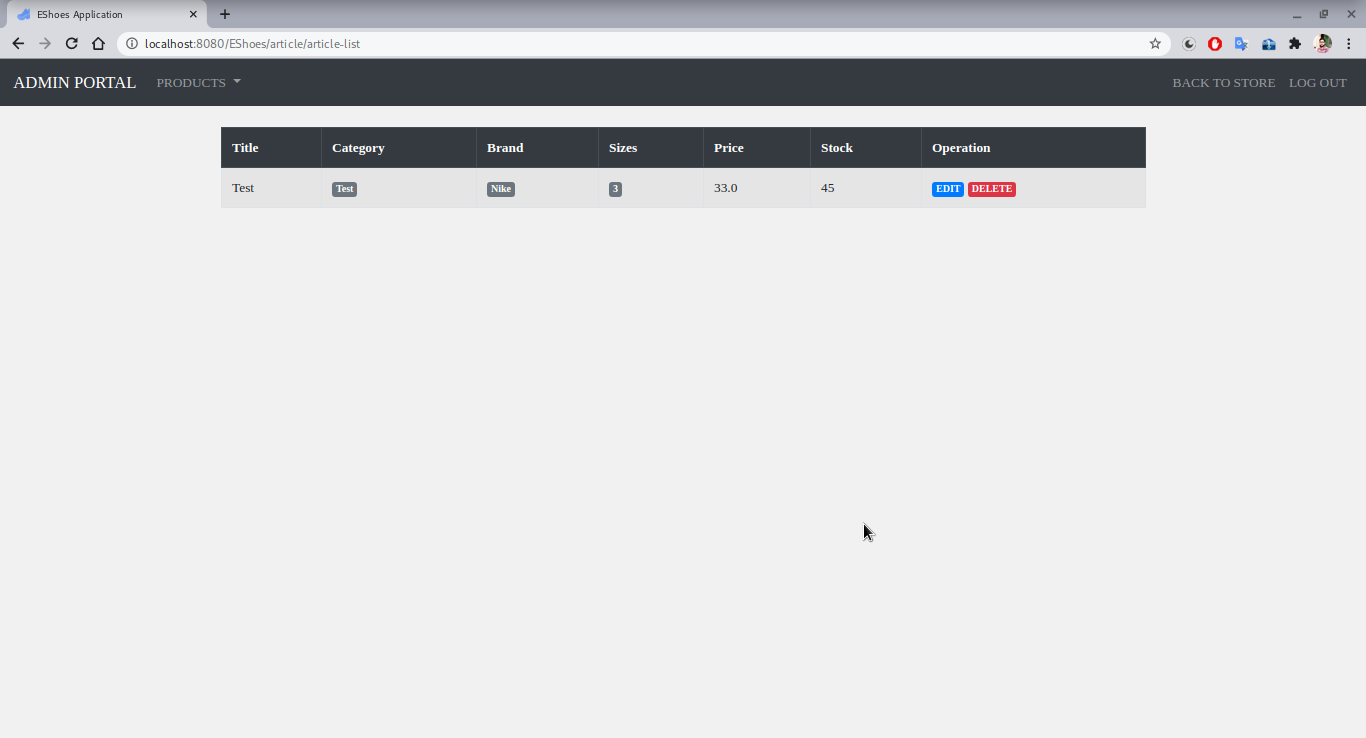 EShoes Application
localhost:8080/EShoes/article/article-list
ADMIN PORTAL PRODUCTS BACK TO STORE LOG OUT
Title Category Brand Sizes Price Stock Operation
Test Test Nike 3 33.0 45 EDIT DELETE